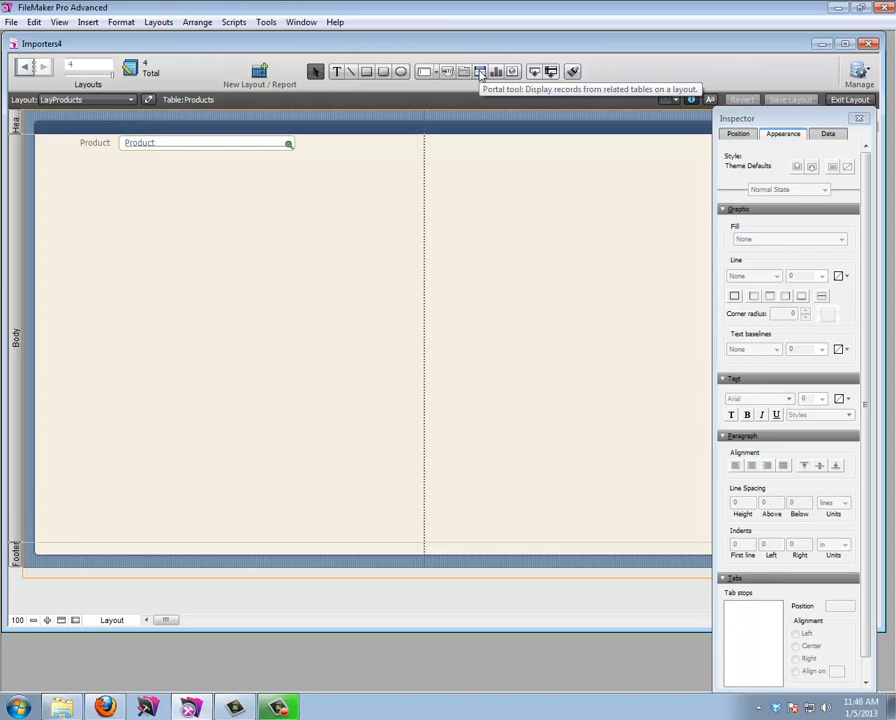 FileMaker Pro Advanced
File Edit View Insert Format Layouts Arrange Scripts Tools Window Help
Importers4
4
4
Total
Layouts
New Layout / Report
Manage
T
Portal tool: Display records from related tables on a layout.
Layout: LayProducts
Table: Products
Aa
Revert
Save Layout
Exit Layout
Product
Product
Body
Footer
100
Layout
Inspector
Position
Appearance
Data
Style:
Theme Defaults
Normal State
Graphic
Fill
None
Line
None
0
Corner radius:
0
Text baselines
None
0
Text
Arial
0
T B I U
Styles
Paragraph
Alignment
Line Spacing
0 0 0 lines
Height Above Below Units
Indents
0 0 0 in
First line Left Right Units
Tabs
Tab stops
Position
Alignment
Left
Center
Right
Align on
11:46 AM
1/5/2013